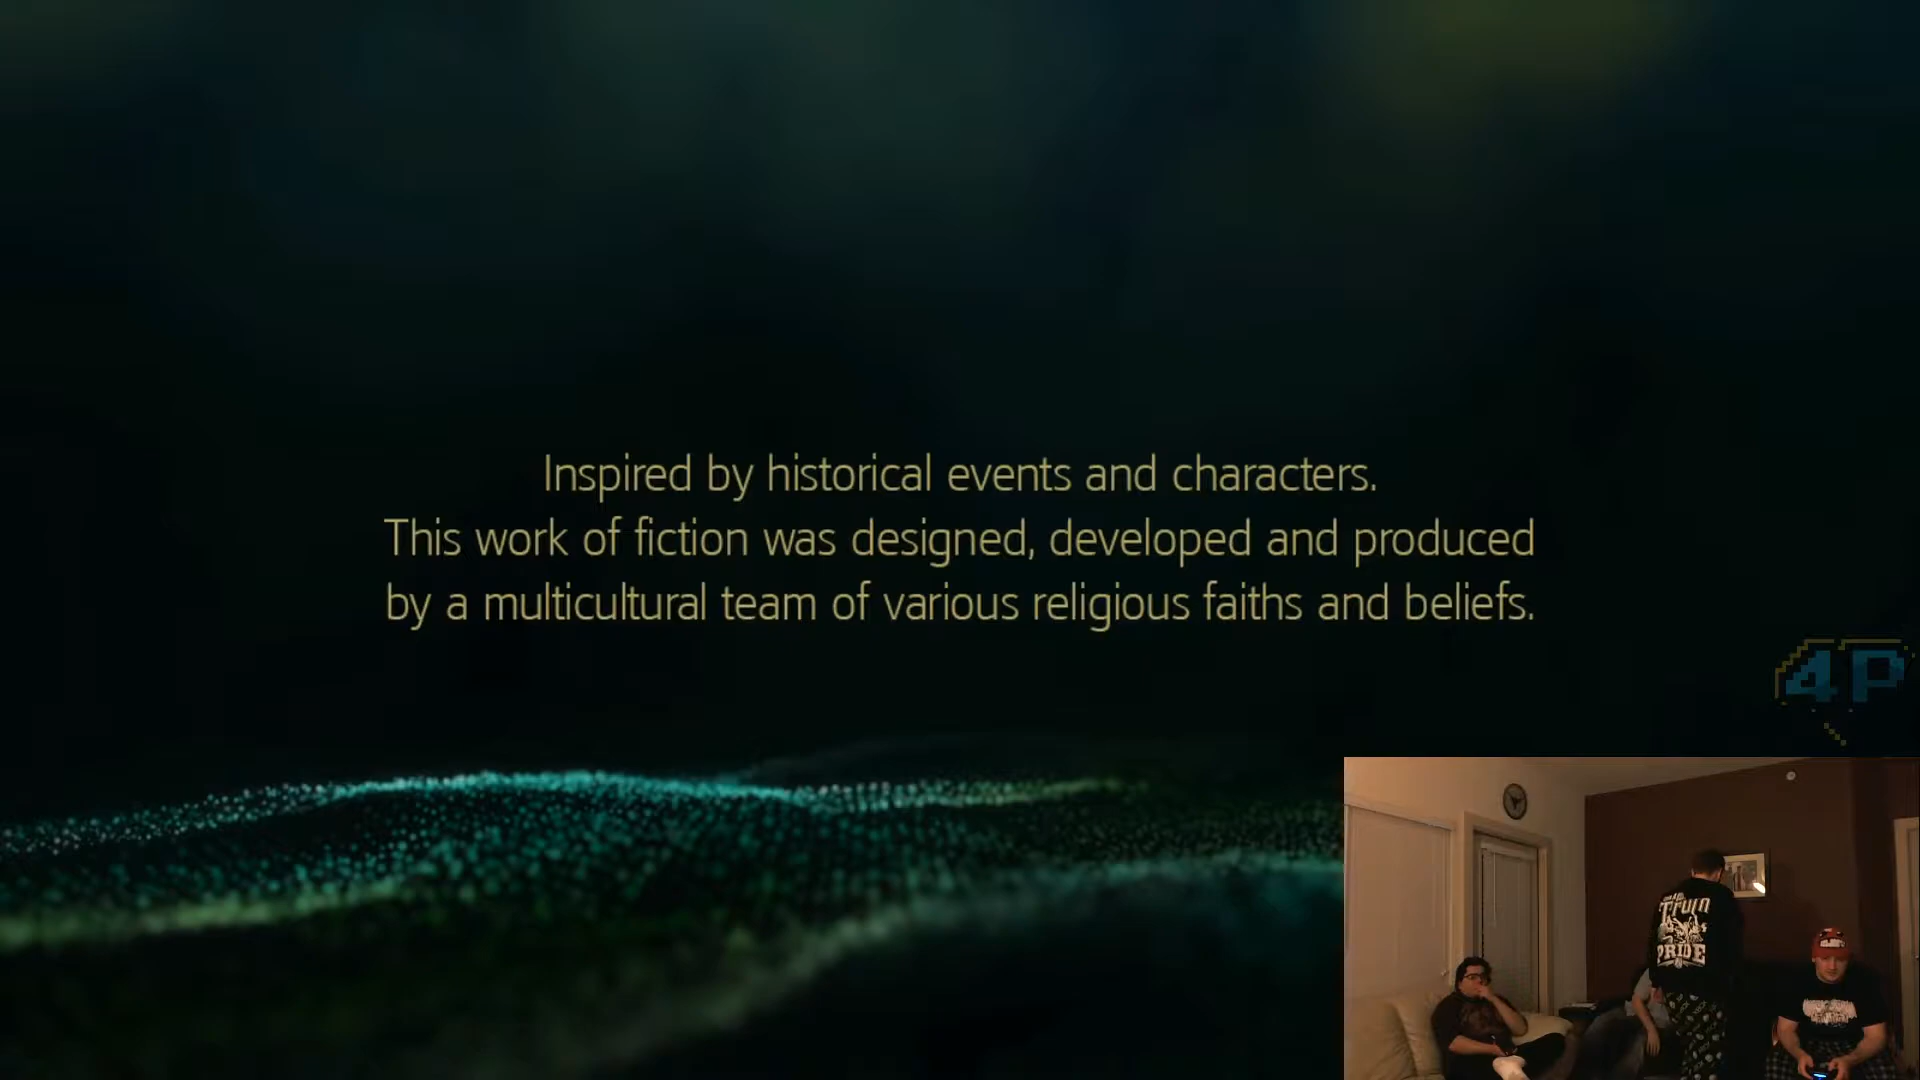 Inspired by historical events and characters.
This work of fiction was designed, developed and produced
by a multicultural team of various religious faiths and beliefs.
4P
Truth
PRIDE